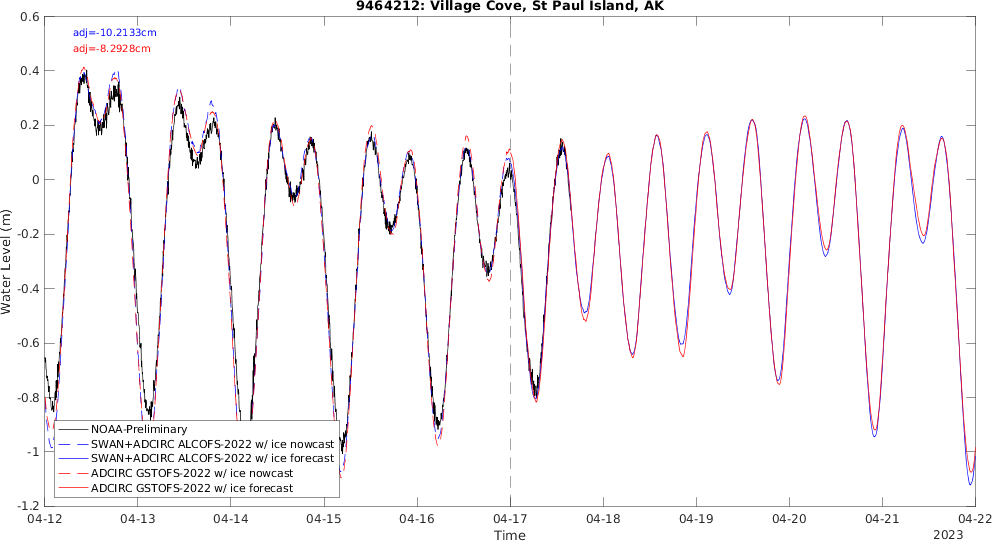 9464212: Village Cove, St Paul Island, AK
adj=-10.2133cm
adj=-8.2928cm
Water Level (m)
0.6
0.4
0.2
0
-0.2
-0.4
-0.6
-0.8
-1
-1.2
NOAA-Preliminary
SWAN+ADCIRC ALCOFS-2022 w/ ice nowcast
SWAN+ADCIRC ALCOFS-2022 w/ ice forecast
ADCIRC GSTOFS-2022 w/ ice nowcast
ADCIRC GSTOFS-2022 w/ ice forecast
04-12 04-13 04-14 04-15 04-16 04-17 04-18 04-19 04-20 04-21 04-22
Time
2023